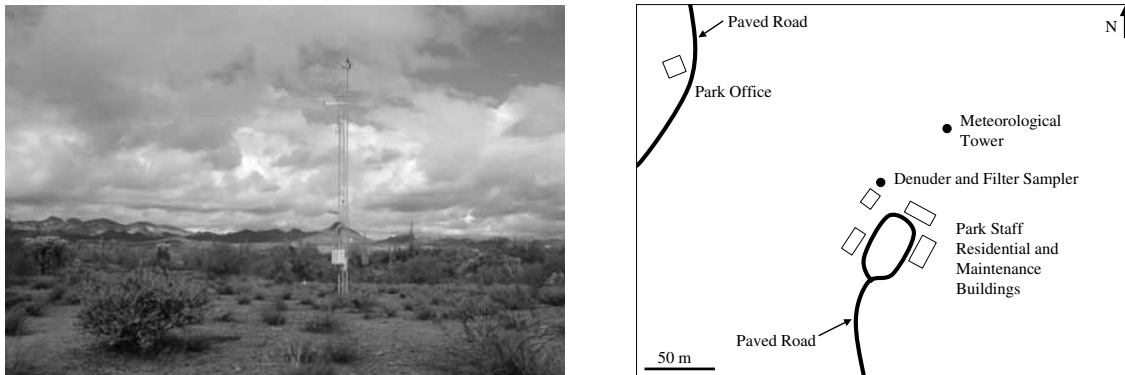 Paved Road
N
Park Office
Meteorological
Tower
Denuder and Filter Sampler
Park Staff
Residential and
Maintenance
Buildings
Paved Road
50 m